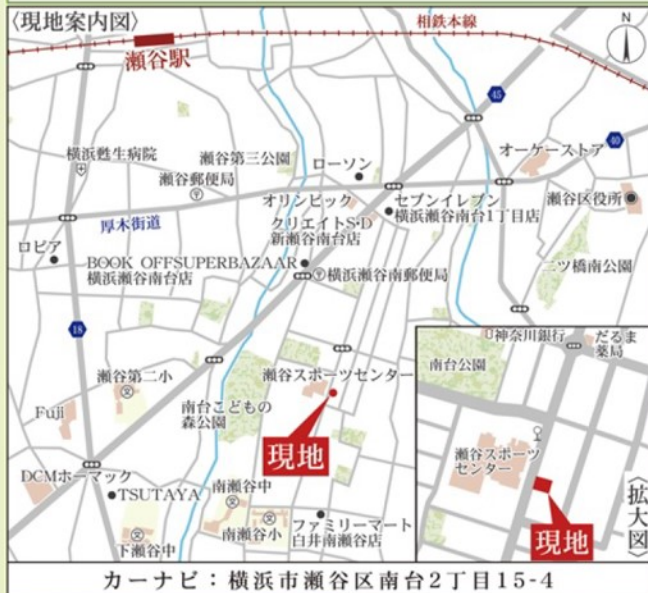 〈現地案内図〉
相鉄本線
N
瀬谷駅
45
40
横浜甦生病院
瀬谷第三公園
瀬谷郵便局
ローソン
オーケーストア
オリンピック
セブンイレブン
横浜瀬谷南台1丁目店
瀬谷区役所
厚木街道
クリエイトS・D
新瀬谷南台店
ロピア
BOOK OFFSUPERBAZAAR
横浜瀬谷南台店
横浜瀬谷南郵便局
二ツ橋南公園
18
瀬谷第二小
瀬谷スポーツセンター
Fuji
南台こどもの
森公園
現地
DCMホーマック
TSUTAYA
南瀬谷中
南瀬谷小
下瀬谷中
ファミリーマート
白井南瀬谷店
神奈川銀行
だるま
薬局
南台公園
瀬谷スポーツ
センター
現地
〈拡大図〉
カーナビ：横浜市瀬谷区南台2丁目15-4